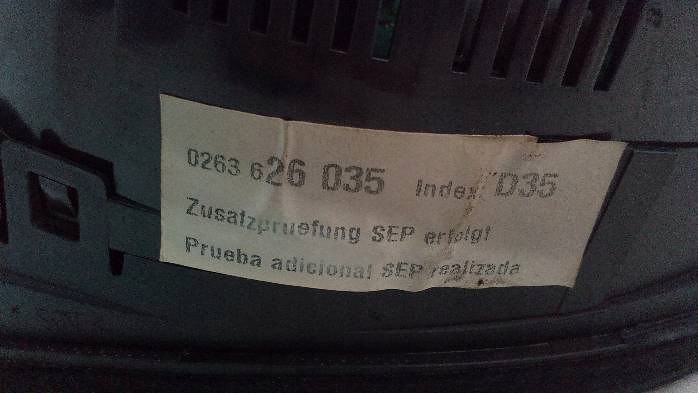 0263 626 035 Index D35
Zusatzpruefung SEP erfolgt
Prueba adicional SEP realizada